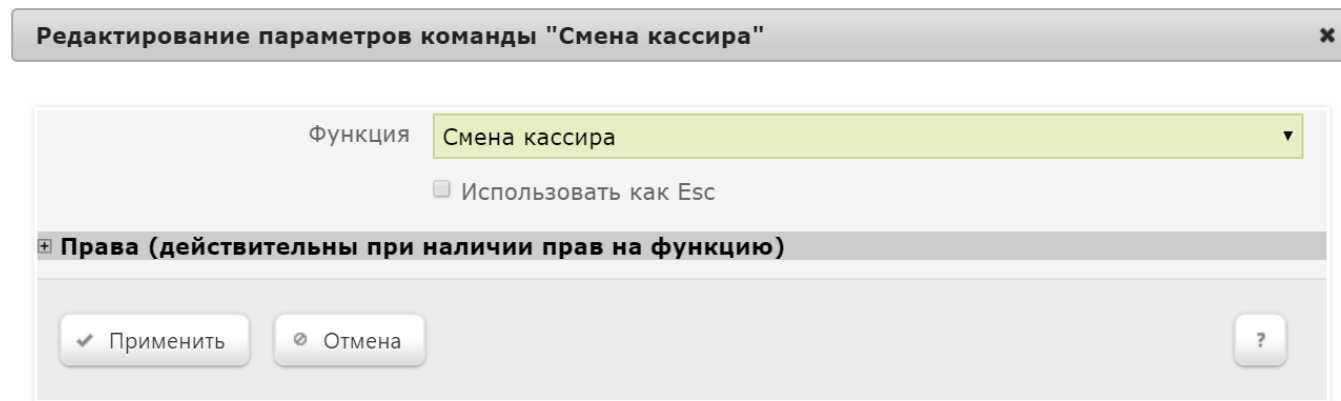 Редактирование параметров команды "Смена кассира"
Функция Смена кассира
Использовать как Esc
Права (действительны при наличии прав на функцию)
Применить Отмена ?